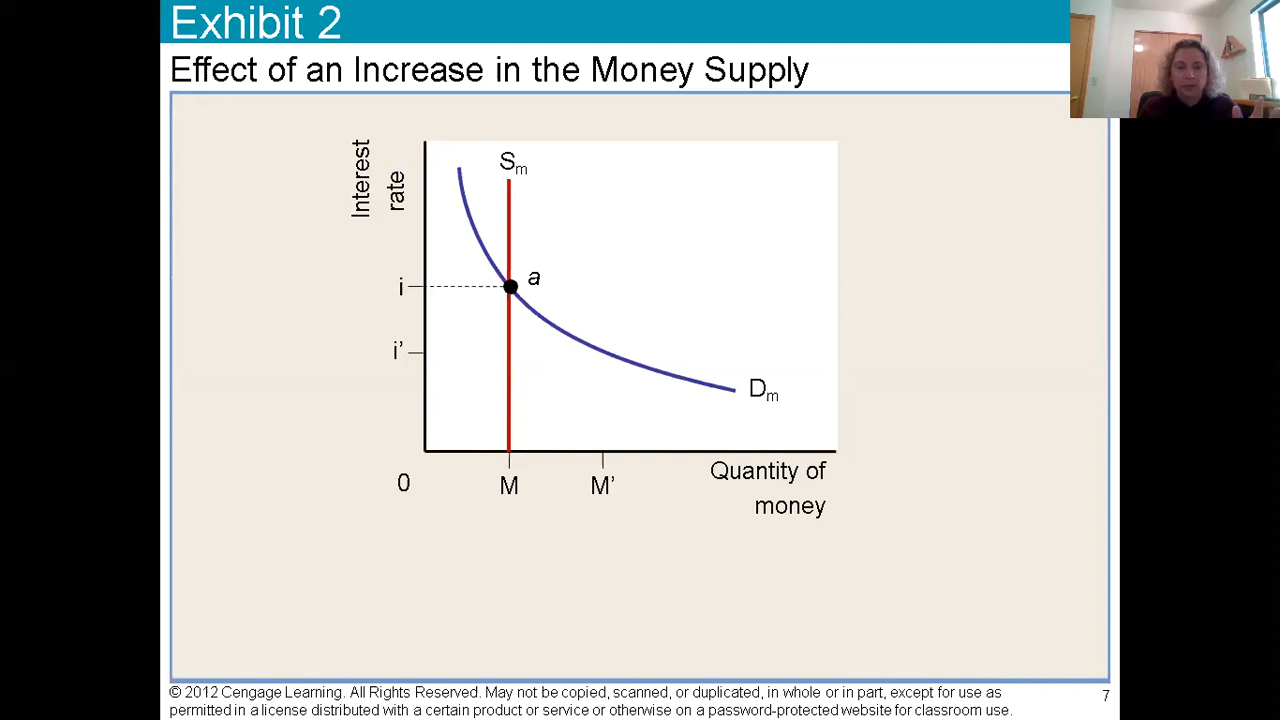 Exhibit 2
Effect of an Increase in the Money Supply
Interest
rate
Sm
a
i
i’
Dm
0
M
M’
Quantity of
money
© 2012 Cengage Learning. All Rights Reserved. May not be copied, scanned, or duplicated, in whole or in part, except for use as
permitted in a license distributed with a certain product or service or otherwise on a password-protected website for classroom use.
7